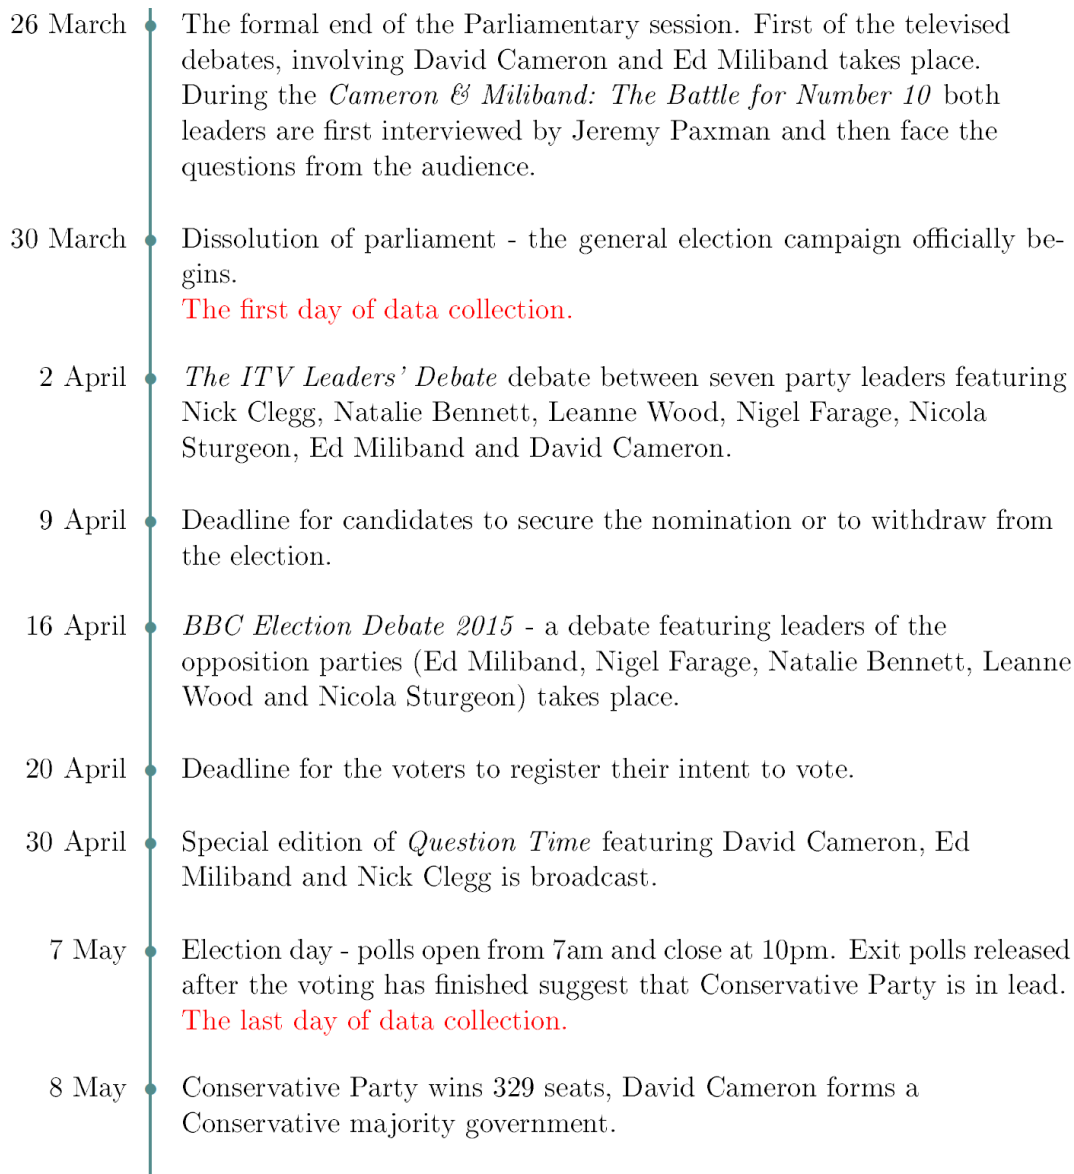 26 March The formal end of the Parliamentary session. First of the televised
debates, involving David Cameron and Ed Miliband takes place.
During the Cameron & Miliband: The Battle for Number 10 both
leaders are first interviewed by Jeremy Paxman and then face the
questions from the audience.
30 March Dissolution of parliament - the general election campaign officially be-
gins.
The first day of data collection.
2 April The ITV Leaders' Debate debate between seven party leaders featuring
Nick Clegg, Natalie Bennett, Leanne Wood, Nigel Farage, Nicola
Sturgeon, Ed Miliband and David Cameron.
9 April Deadline for candidates to secure the nomination or to withdraw from
the election.
16 April BBC Election Debate 2015 - a debate featuring leaders of the
opposition parties (Ed Miliband, Nigel Farage, Natalie Bennett, Leanne
Wood and Nicola Sturgeon) takes place.
20 April Deadline for the voters to register their intent to vote.
30 April Special edition of Question Time featuring David Cameron, Ed
Miliband and Nick Clegg is broadcast.
7 May Election day - polls open from 7am and close at 10pm. Exit polls released
after the voting has finished suggest that Conservative Party is in lead.
The last day of data collection.
8 May Conservative Party wins 329 seats, David Cameron forms a
Conservative majority government.